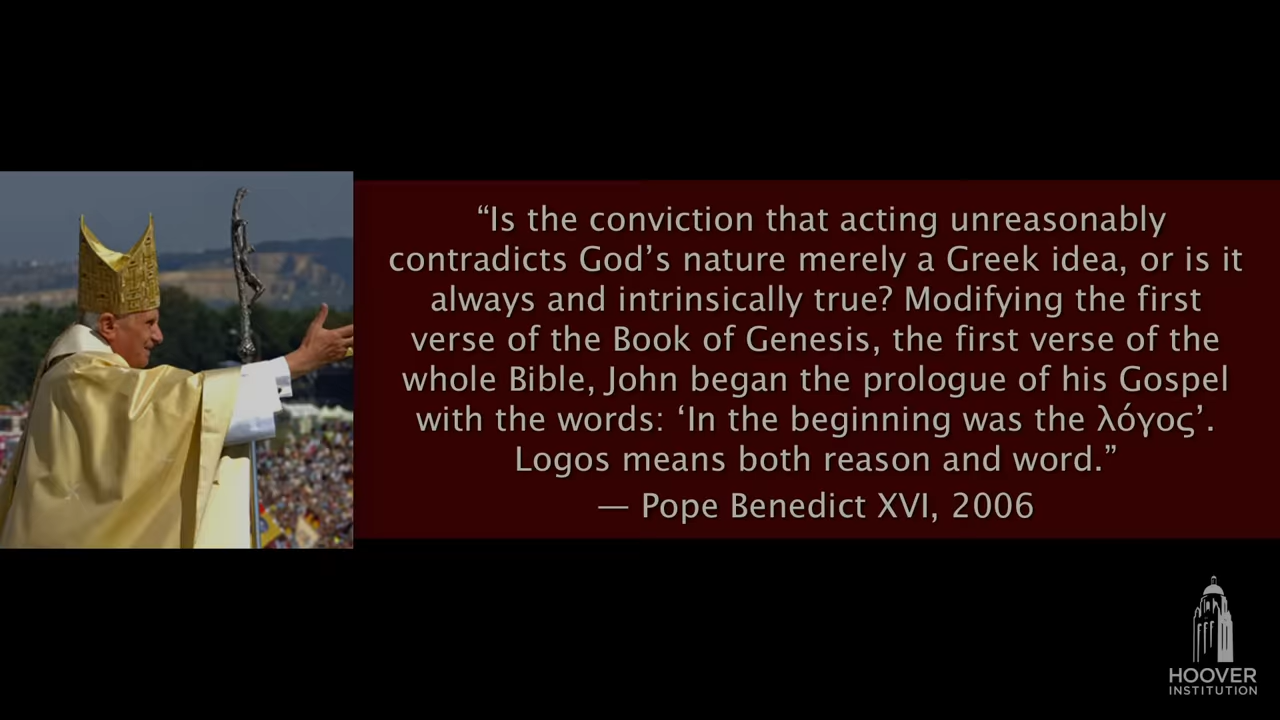 “Is the conviction that acting unreasonably
contradicts God’s nature merely a Greek idea, or is it
always and intrinsically true? Modifying the first
verse of the Book of Genesis, the first verse of the
whole Bible, John began the prologue of his Gospel
with the words: ‘In the beginning was the λόγος’.
Logos means both reason and word.”
— Pope Benedict XVI, 2006
HOOVER
INSTITUTION